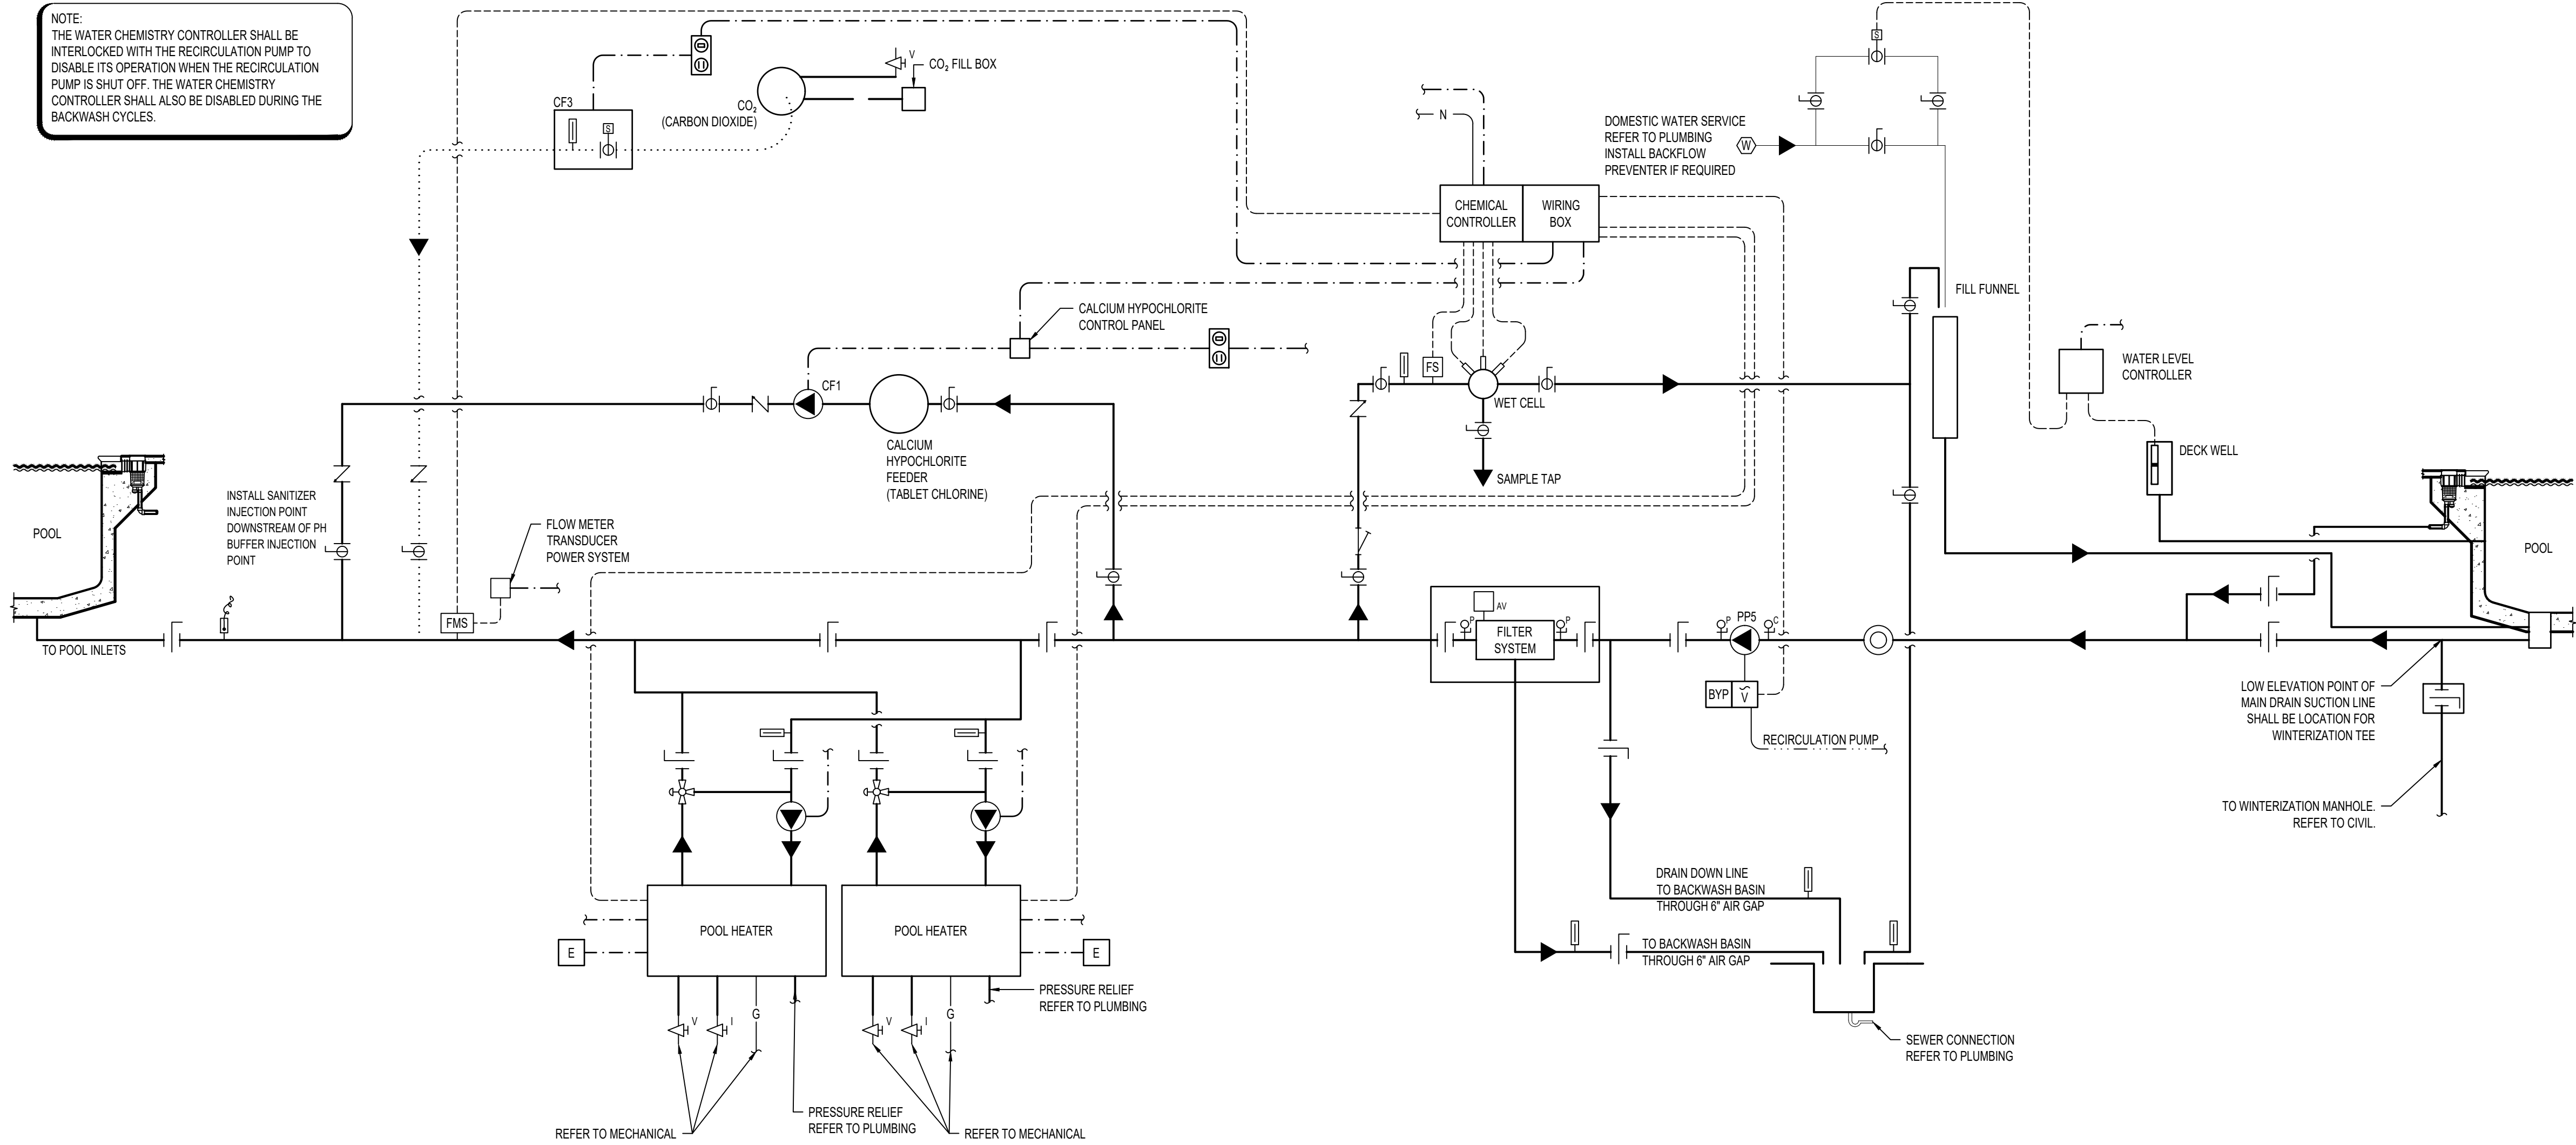 NOTE:
THE WATER CHEMISTRY CONTROLLER SHALL BE
INTERLOCKED WITH THE RECIRCULATION PUMP TO
DISABLE ITS OPERATION WHEN THE RECIRCULATION
PUMP IS SHUT OFF. THE WATER CHEMISTRY
CONTROLLER SHALL ALSO BE DISABLED DURING THE
BACKWASH CYCLES.
CF3
S
CO₂
(CARBON DIOXIDE)
V
CO₂ FILL BOX
N
DOMESTIC WATER SERVICE
REFER TO PLUMBING
INSTALL BACKFLOW
PREVENTER IF REQUIRED
W
S
CHEMICAL
CONTROLLER
WIRING
BOX
CALCIUM HYPOCHLORITE
CONTROL PANEL
CF1
CALCIUM
HYPOCHLORITE
FEEDER
(TABLET CHLORINE)
FS
WET CELL
SAMPLE TAP
FILL FUNNEL
WATER LEVEL
CONTROLLER
DECK WELL
POOL
INSTALL SANITIZER
INJECTION POINT
DOWNSTREAM OF PH
BUFFER INJECTION
POINT
FLOW METER
TRANSDUCER
POWER SYSTEM
FMS
TO POOL INLETS
AV
P
FILTER
SYSTEM
P
P
PP5
C
BYP
V
RECIRCULATION PUMP
POOL
LOW ELEVATION POINT OF
MAIN DRAIN SUCTION LINE
SHALL BE LOCATION FOR
WINTERIZATION TEE
TO WINTERIZATION MANHOLE.
REFER TO CIVIL.
POOL HEATER
POOL HEATER
E
E
DRAIN DOWN LINE
TO BACKWASH BASIN
THROUGH 6" AIR GAP
TO BACKWASH BASIN
THROUGH 6" AIR GAP
PRESSURE RELIEF
REFER TO PLUMBING
V
I
G
V
I
G
SEWER CONNECTION
REFER TO PLUMBING
PRESSURE RELIEF
REFER TO PLUMBING
REFER TO MECHANICAL
REFER TO MECHANICAL